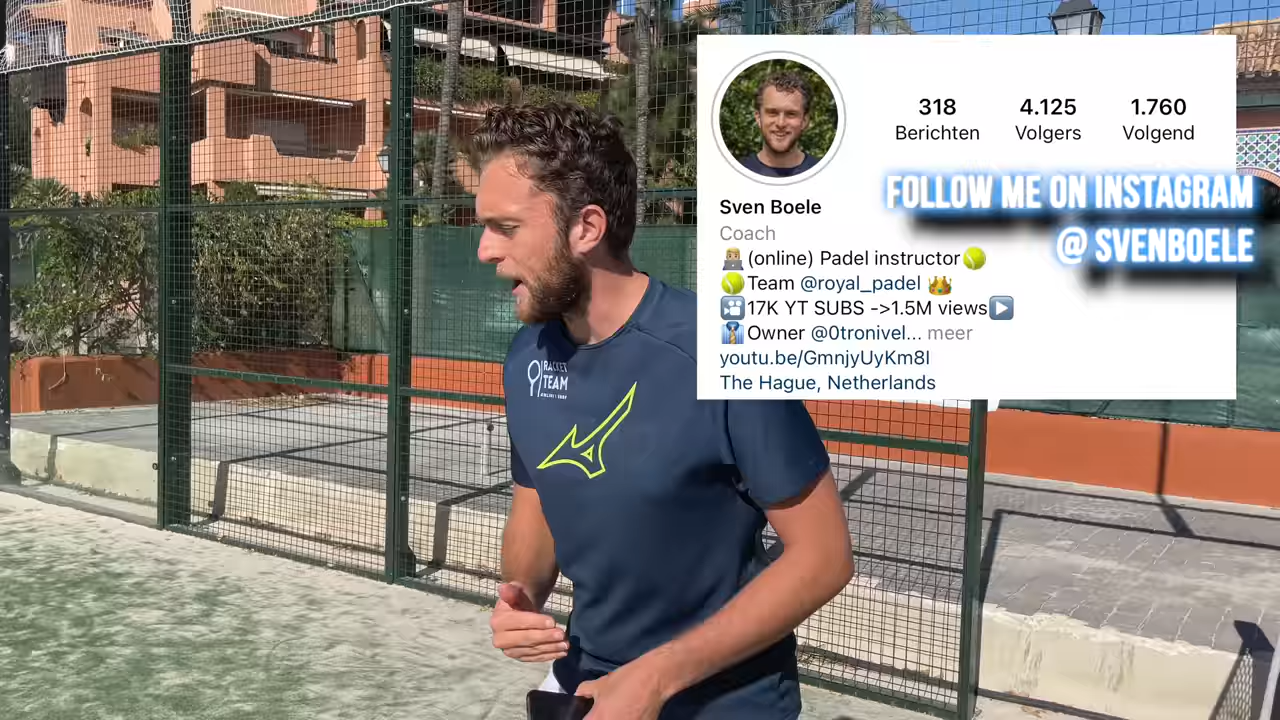 318
4.125
1.760
Berichten
Volgers
Volgend
FOLLOW ME ON INSTAGRAM
@ SVENBOELE
Sven Boele
Coach
(online) Padel instructor
Team @royal_padel
17K YT SUBS ->1.5M views
Owner @0tronivel... meer
youtu.be/GmnjyUyKm8I
The Hague, Netherlands
RACKET
TEAM